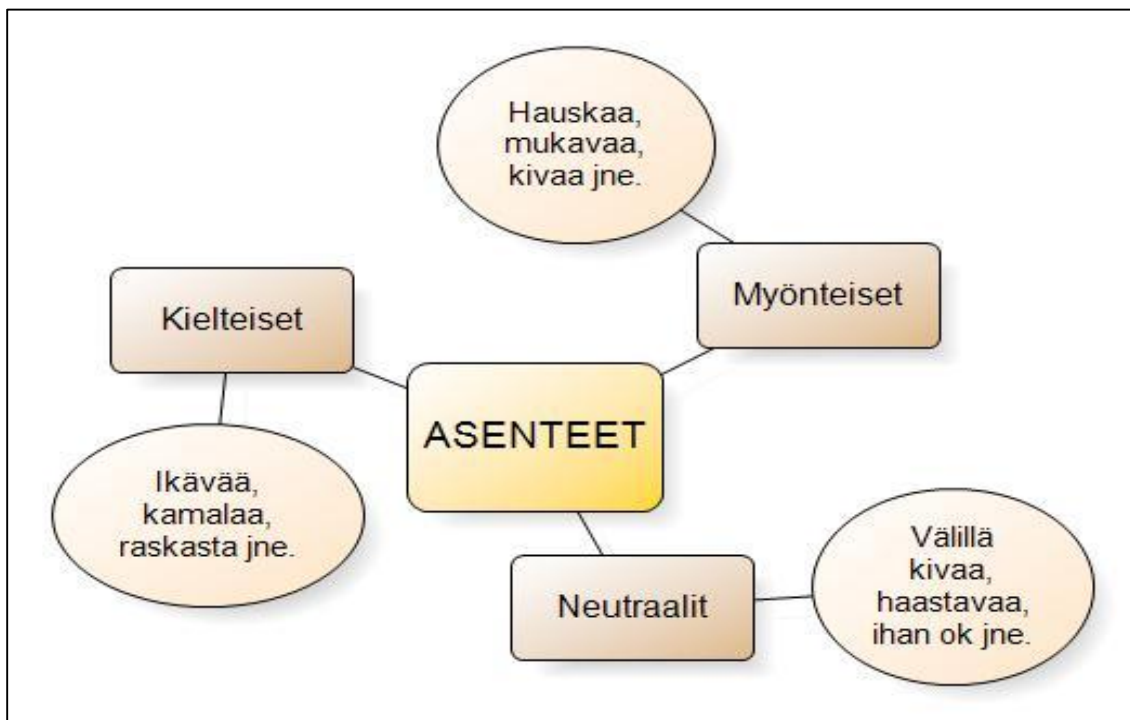 Hauskaa,
mukavaa,
kivaa jne.
Myönteiset
Kielteiset
ASENTEET
Ikävää,
kamalaa,
raskasta jne.
Neutraalit
Välillä
kivaa,
haastavaa,
ihan ok jne.